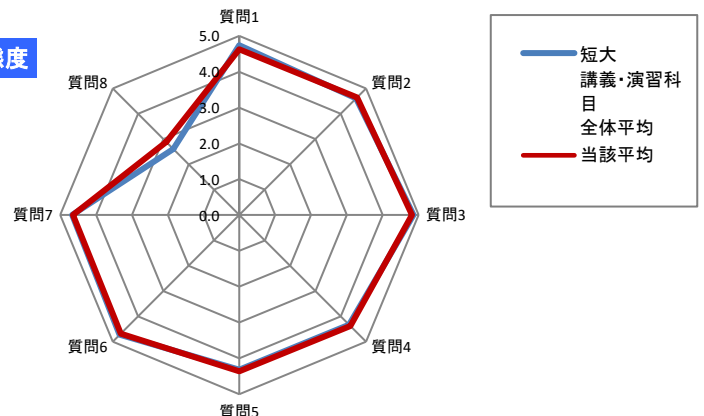 質問1
質問2
質問3
質問4
質問5
質問6
質問7
質問8
5.0
4.0
3.0
2.0
1.0
0.0
短大
講義・演習科
目
全体平均
当該平均
度